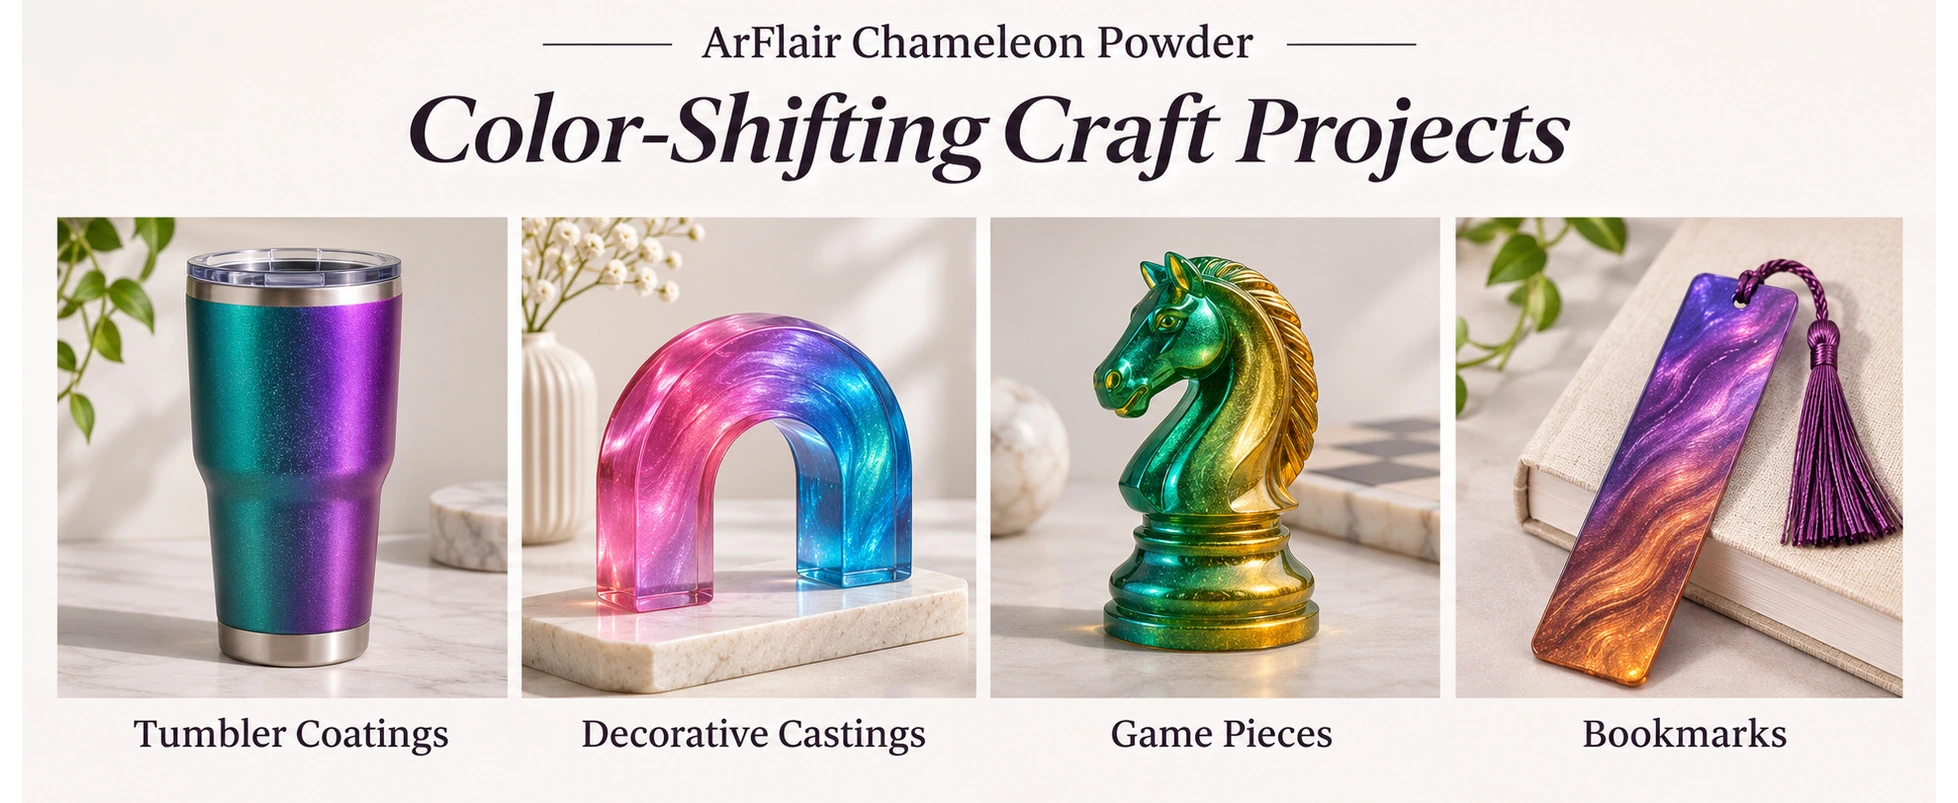 ArFlair Chameleon Powder
Color-Shifting Craft Projects
Tumbler Coatings
Decorative Castings
Game Pieces
Bookmarks